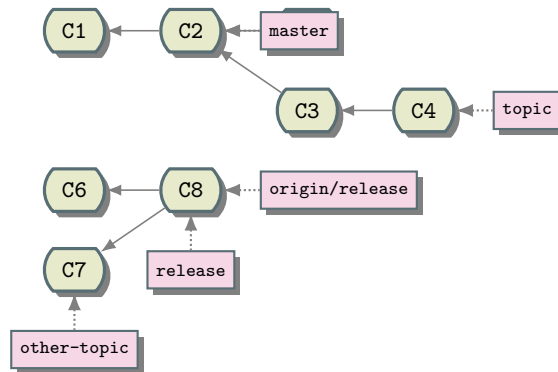 C1
C2
master
C3
C4
topic
C6
C8
origin/release
C7
release
other-topic